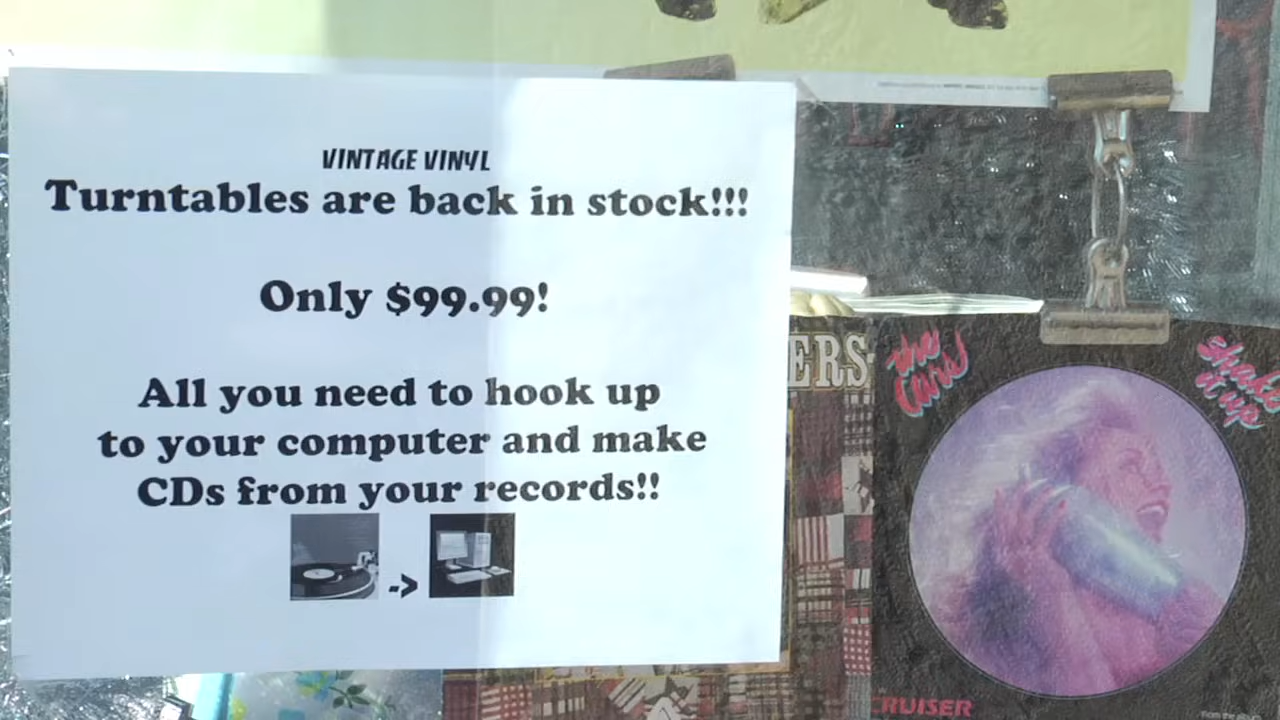 VINTAGE VINYL
Turntables are back in stock!!!
Only $99.99!
All you need to hook up
to your computer and make
CDs from your records!!
->
ERS
the
Cars
shake
it up
CRUISER